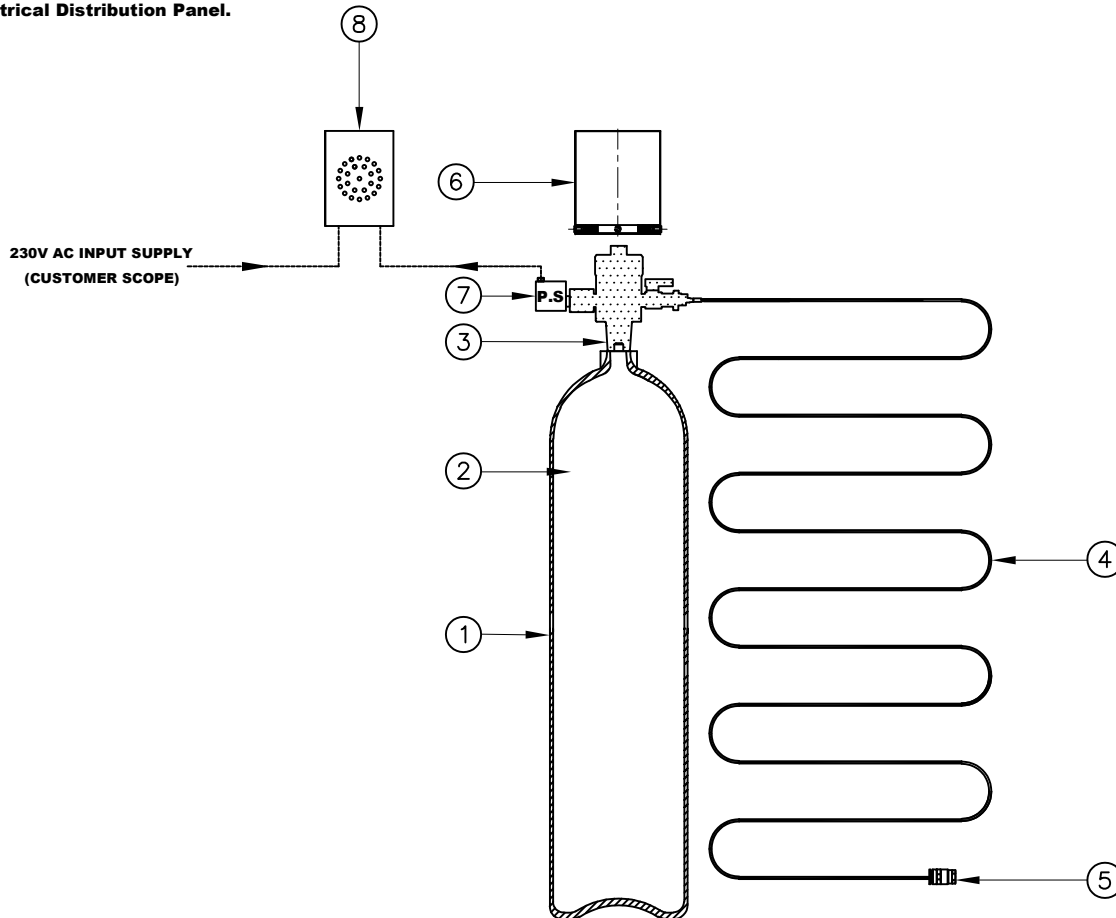 trical Distribution Panel.
8
6
230V AC INPUT SUPPLY
(CUSTOMER SCOPE)
7
P.S
3
2
4
1
5